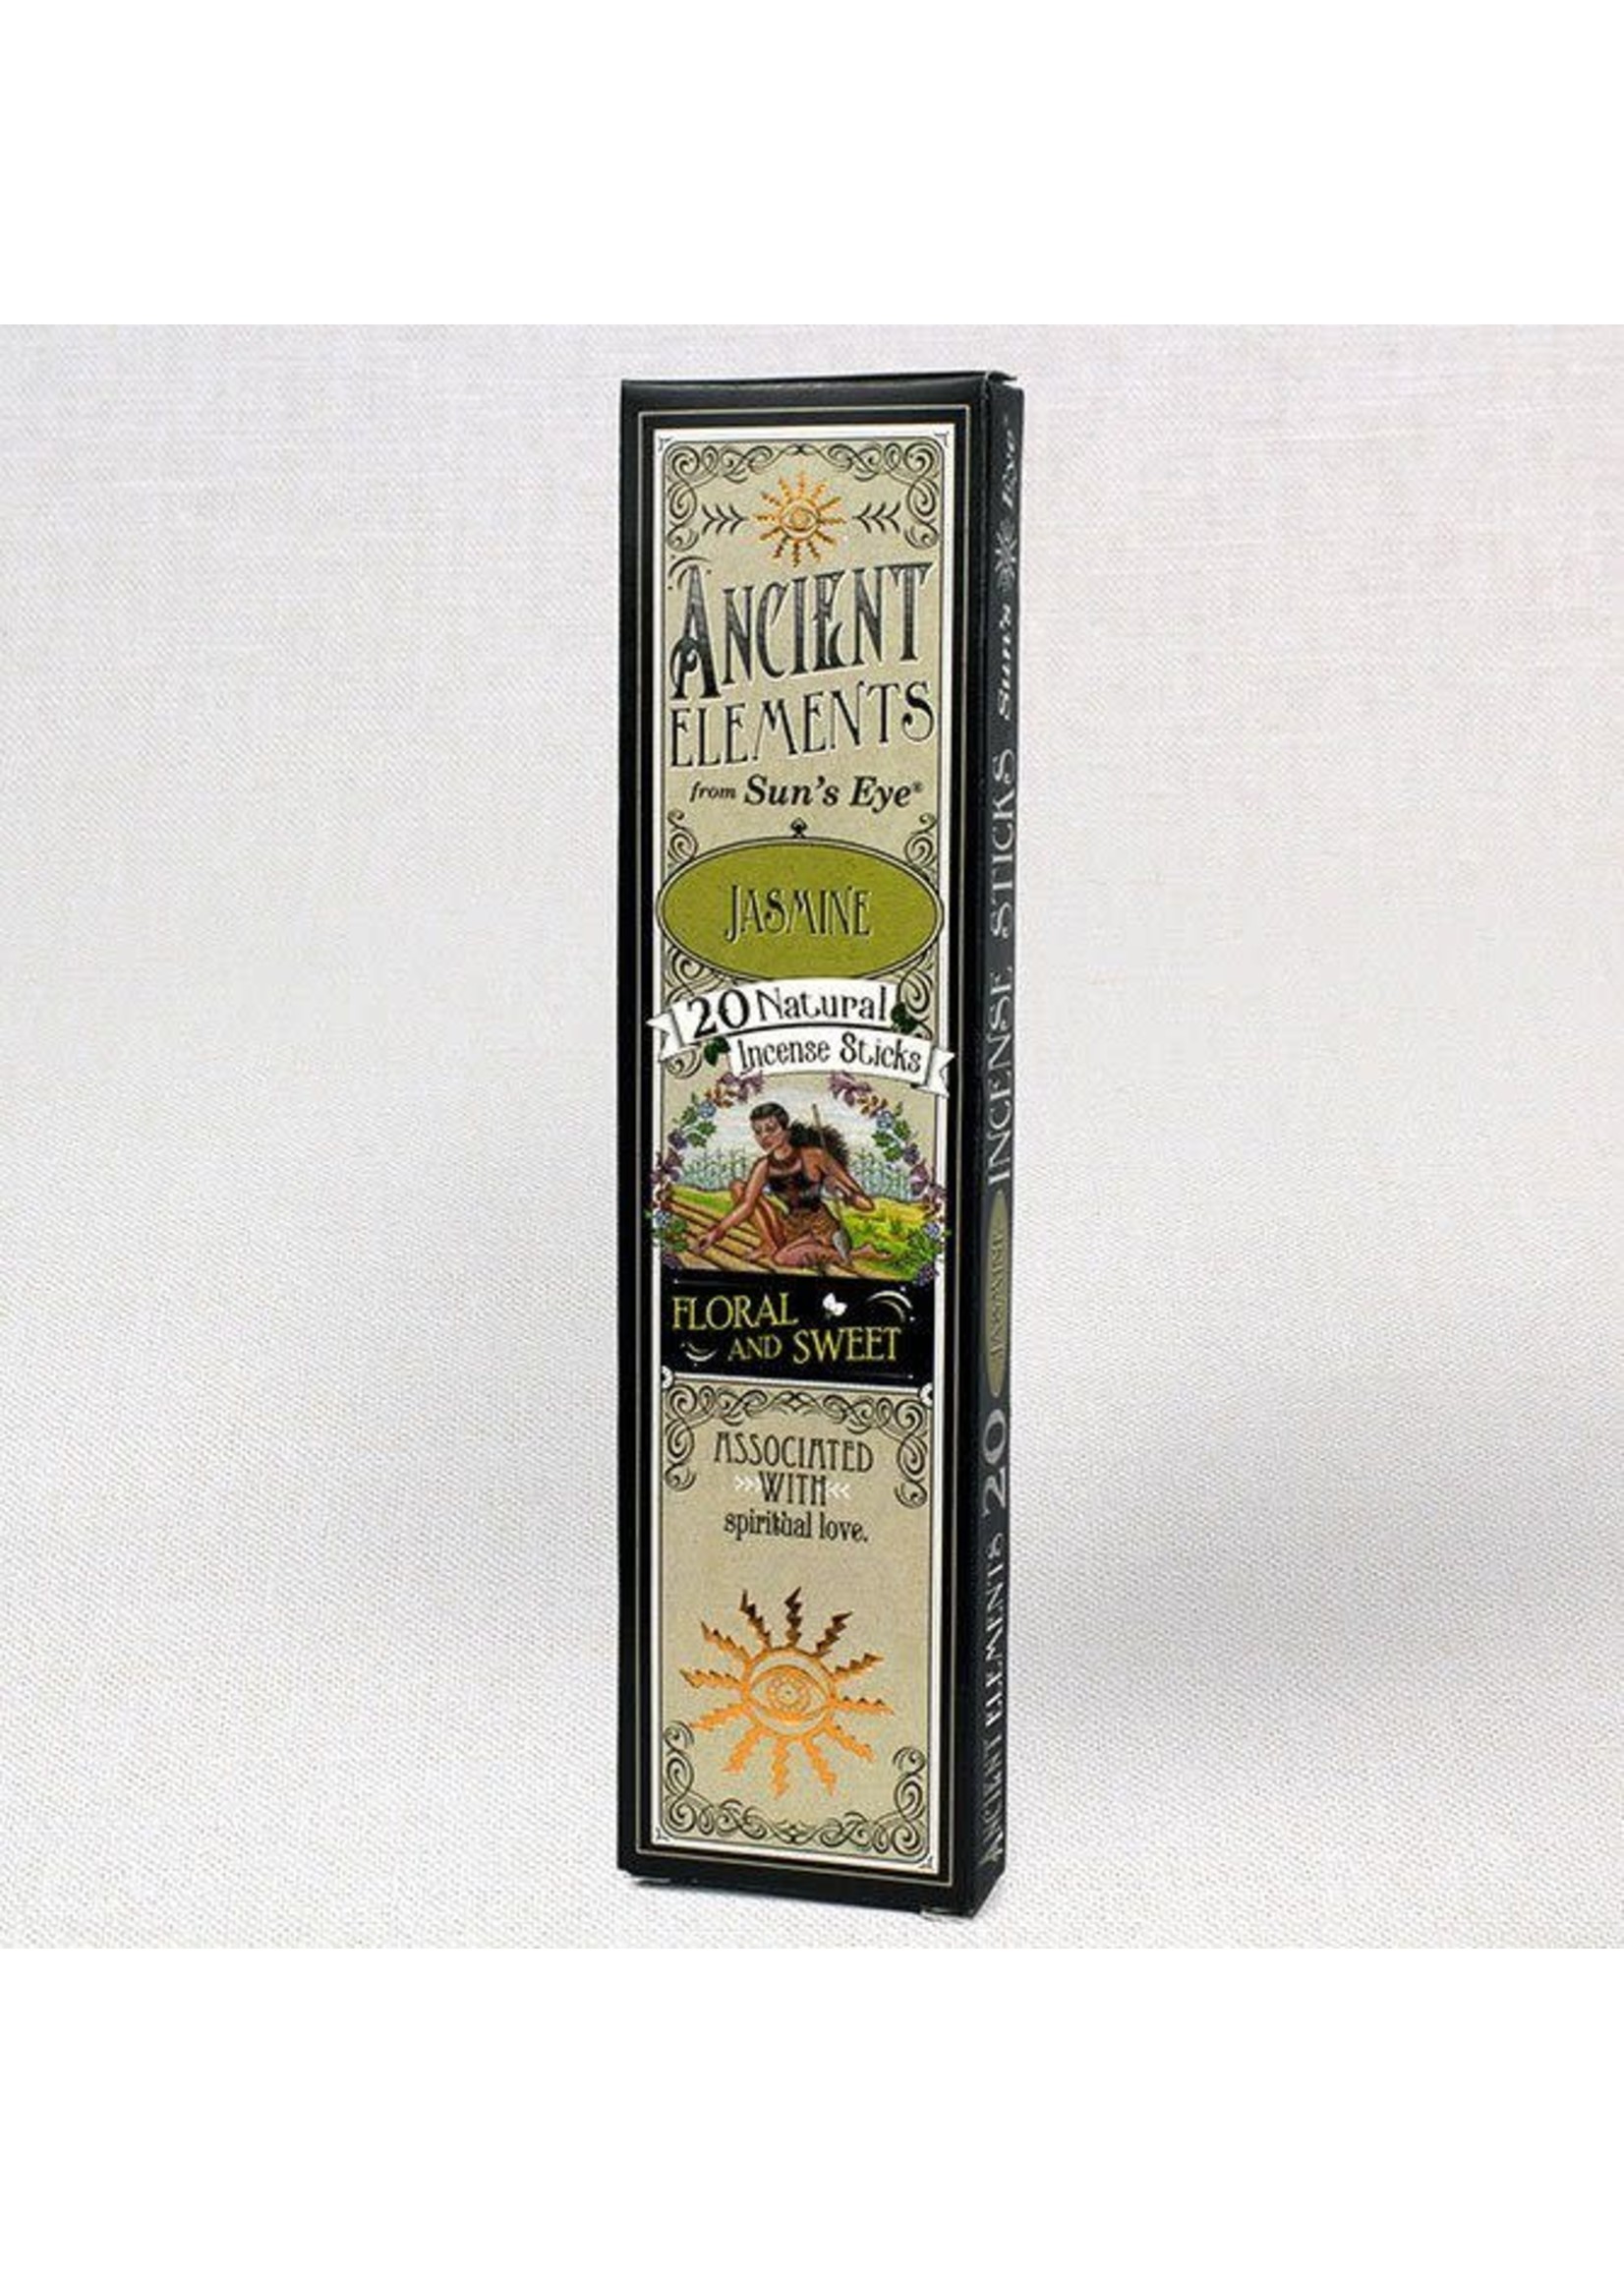 ANCIENT
ELEMENTS
from Sun's Eye®
JASMINE
20 Natural
Incense Sticks
FLORAL
AND SWEET
ASSOCIATED
WITH
spiritual love.
ANCIENT ELEMENTS 20 JASMINE INCENSE STICKS Sun's Eye